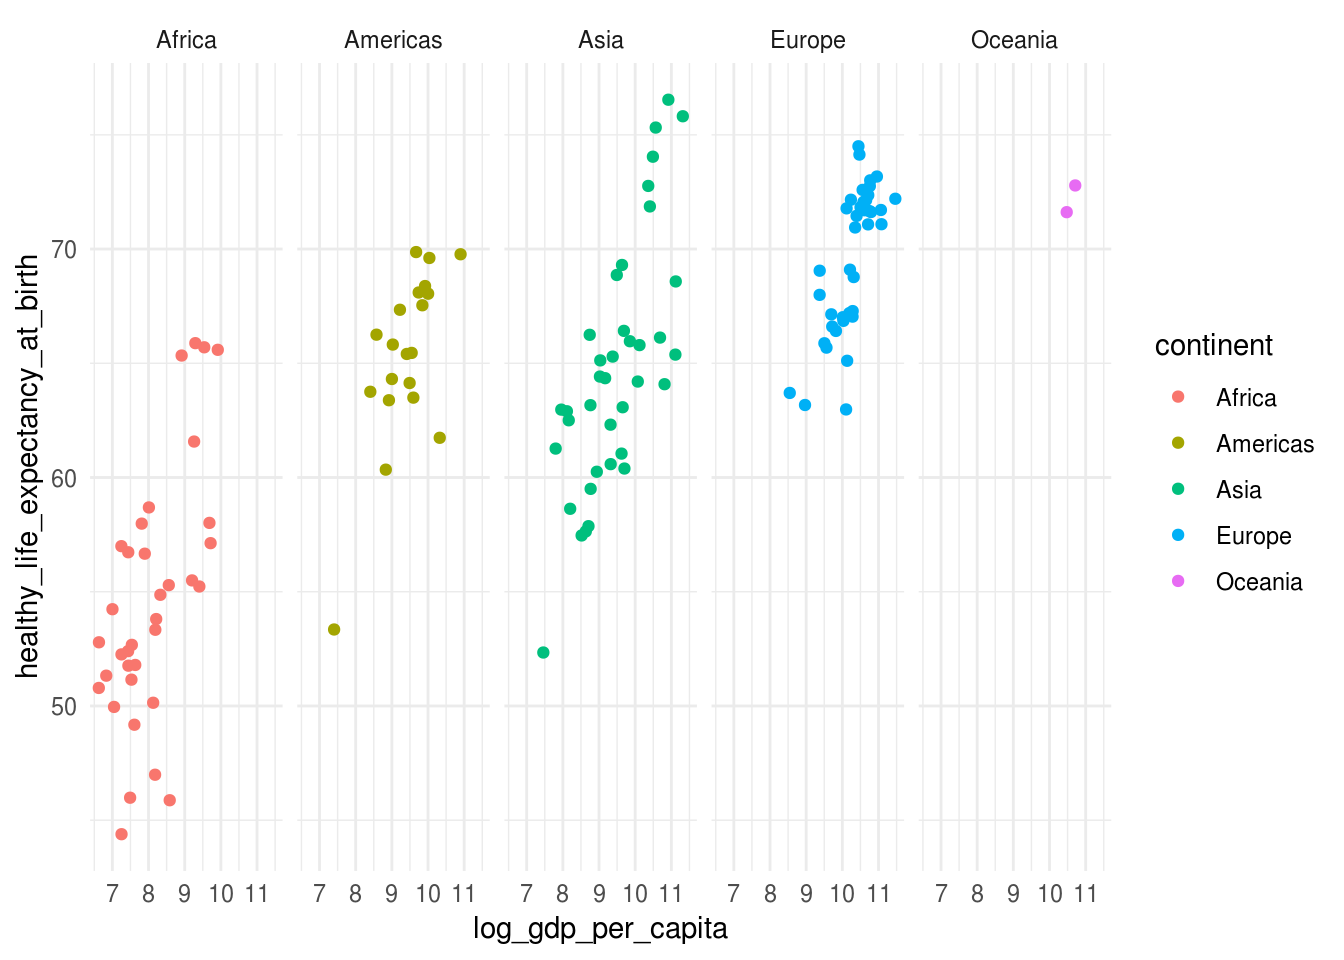 Africa Americas Asia Europe Oceania
healthy_life_expectancy_at_birth
70
60
50
7 8 9 10 11 7 8 9 10 11 7 8 9 10 11 7 8 9 10 11 7 8 9 10 11
log_gdp_per_capita
continent
Africa
Americas
Asia
Europe
Oceania